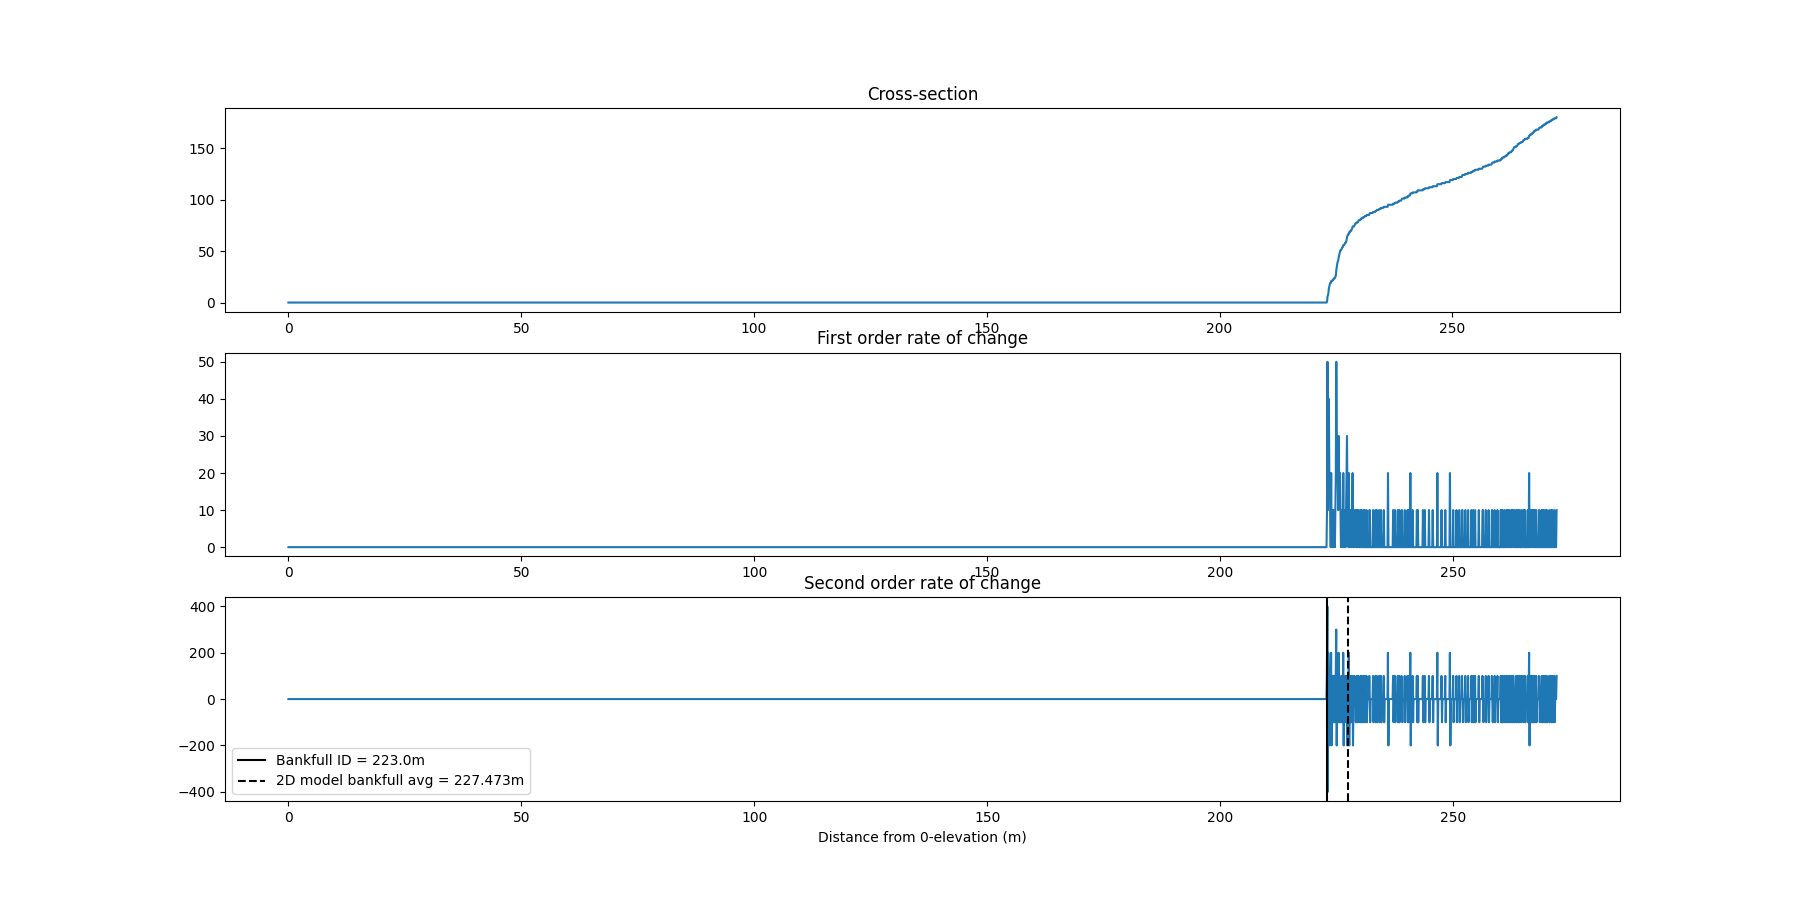 Cross-section
150
100
50
0
0 50 100 150 200 250
First order rate of change
50
40
30
20
10
0
0 50 100 150 200 250
Second order rate of change
400
200
0
−200
−400
Bankfull ID = 223.0m
2D model bankfull avg = 227.473m
0 50 100 150 200 250
Distance from 0-elevation (m)